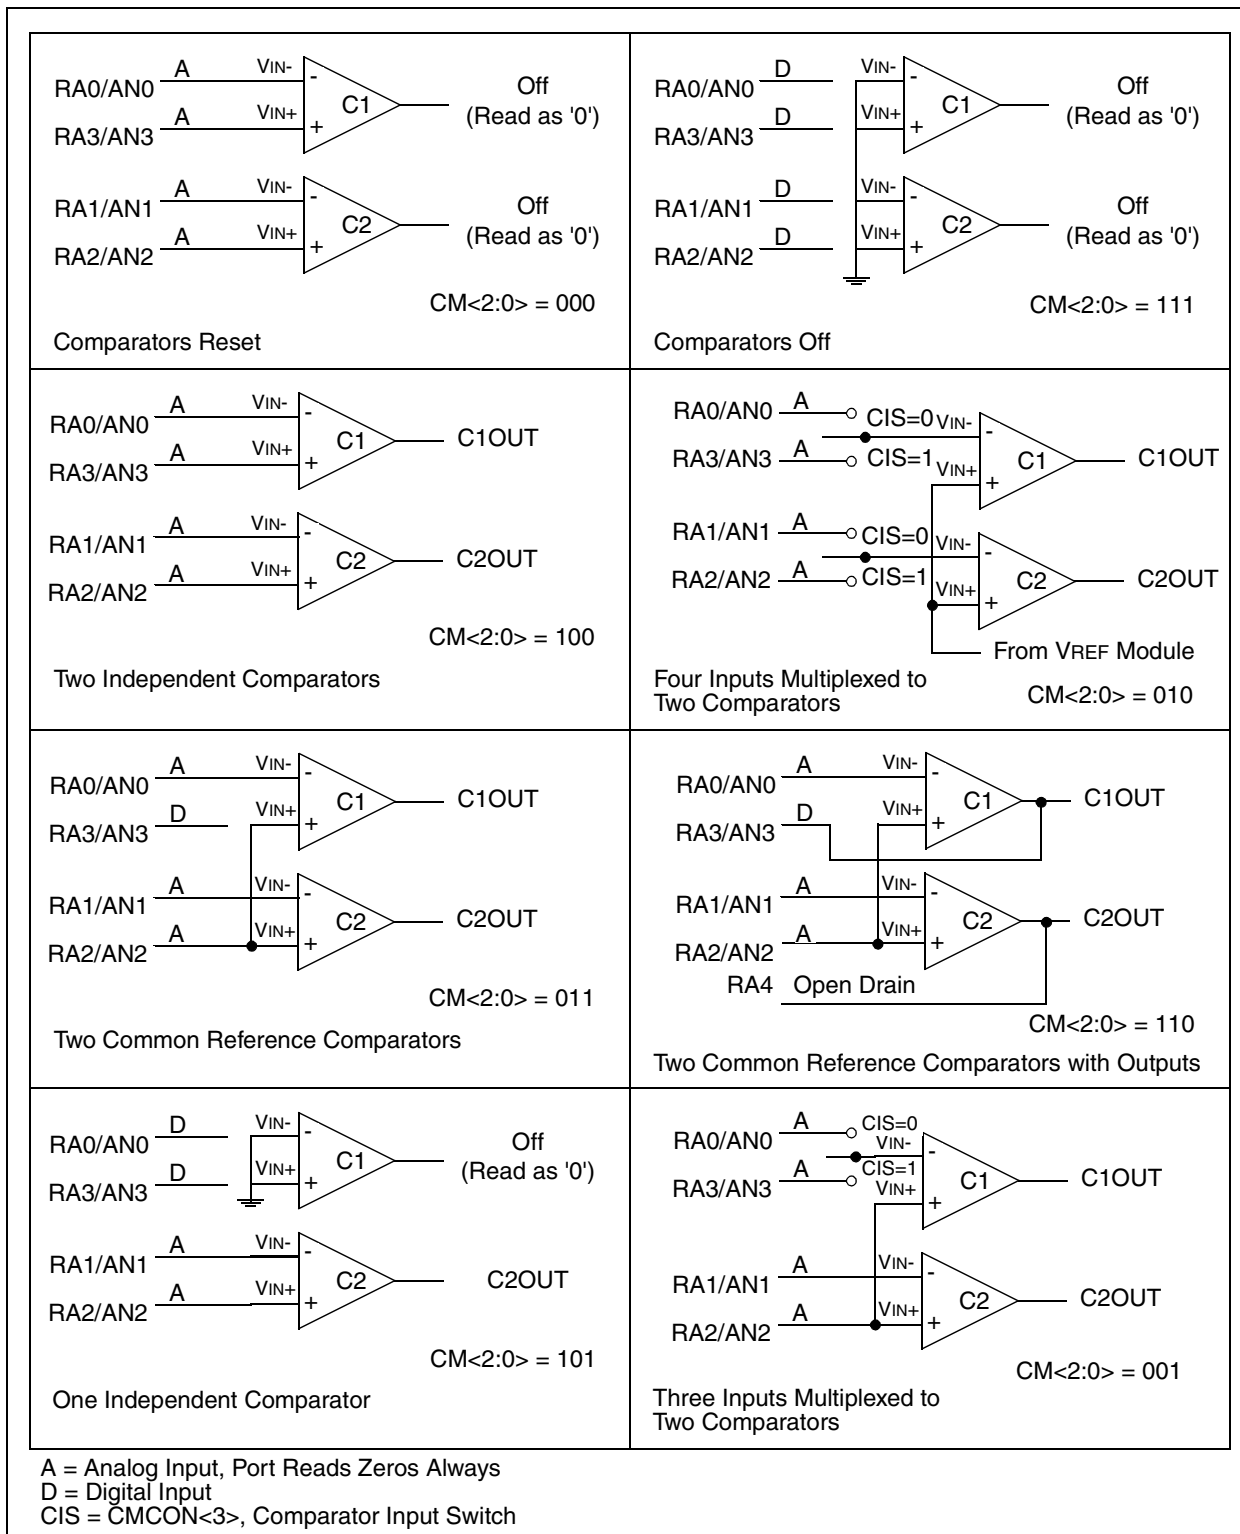 A VIN-
RA0/AN0 - C1 Off
A VIN+ (Read as '0')
RA3/AN3 +
A VIN-
RA1/AN1 - C2 Off
A VIN+ (Read as '0')
RA2/AN2 +
CM<2:0> = 000
Comparators Reset
D VIN-
RA0/AN0 - C1 Off
D VIN+ (Read as '0')
RA3/AN3 +
D VIN-
RA1/AN1 - C2 Off
D VIN+ (Read as '0')
RA2/AN2 +
CM<2:0> = 111
Comparators Off
A VIN-
RA0/AN0 - C1 C1OUT
A VIN+
RA3/AN3 +
A VIN-
RA1/AN1 - C2 C2OUT
A VIN+
RA2/AN2 +
CM<2:0> = 100
Two Independent Comparators
RA0/AN0 A CIS=0 VIN-
- C1 C1OUT
RA3/AN3 A CIS=1 VIN+
+
RA1/AN1 A CIS=0 VIN-
- C2 C2OUT
RA2/AN2 A CIS=1 VIN+
+
From VREF Module
Four Inputs Multiplexed to
Two Comparators
CM<2:0> = 010
A VIN-
RA0/AN0 - C1 C1OUT
D VIN+
RA3/AN3 +
A VIN-
RA1/AN1 - C2 C2OUT
A VIN+
RA2/AN2 +
CM<2:0> = 011
Two Common Reference Comparators
A VIN-
RA0/AN0 - C1 C1OUT
D VIN+
RA3/AN3 +
A VIN-
RA1/AN1 - C2 C2OUT
A VIN+
RA2/AN2 +
RA4 Open Drain
CM<2:0> = 110
Two Common Reference Comparators with Outputs
D VIN-
RA0/AN0 - C1 Off
D VIN+ (Read as '0')
RA3/AN3 +
A VIN-
RA1/AN1 - C2 C2OUT
A VIN+
RA2/AN2 +
CM<2:0> = 101
One Independent Comparator
RA0/AN0 A CIS=0
VIN- - C1 C1OUT
RA3/AN3 A CIS=1
VIN+ +
A VIN-
RA1/AN1 - C2 C2OUT
A VIN+
RA2/AN2 +
CM<2:0> = 001
Three Inputs Multiplexed to
Two Comparators
A = Analog Input, Port Reads Zeros Always
D = Digital Input
CIS = CMCON<3>, Comparator Input Switch